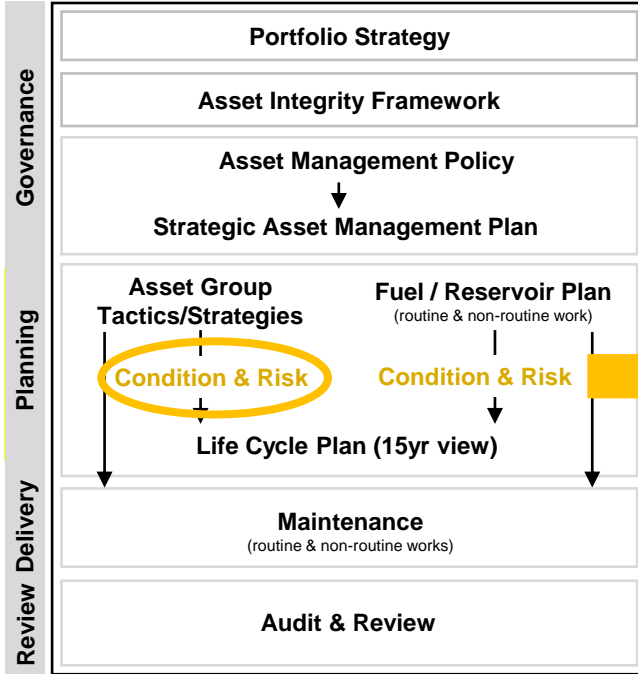 Governance
Portfolio Strategy
Asset Integrity Framework
Asset Management Policy
Strategic Asset Management Plan
Planning
Asset Group
Tactics/Strategies
Fuel / Reservoir Plan
(routine & non-routine work)
Condition & Risk
Condition & Risk
Life Cycle Plan (15yr view)
Delivery
Maintenance
(routine & non-routine works)
Review
Audit & Review